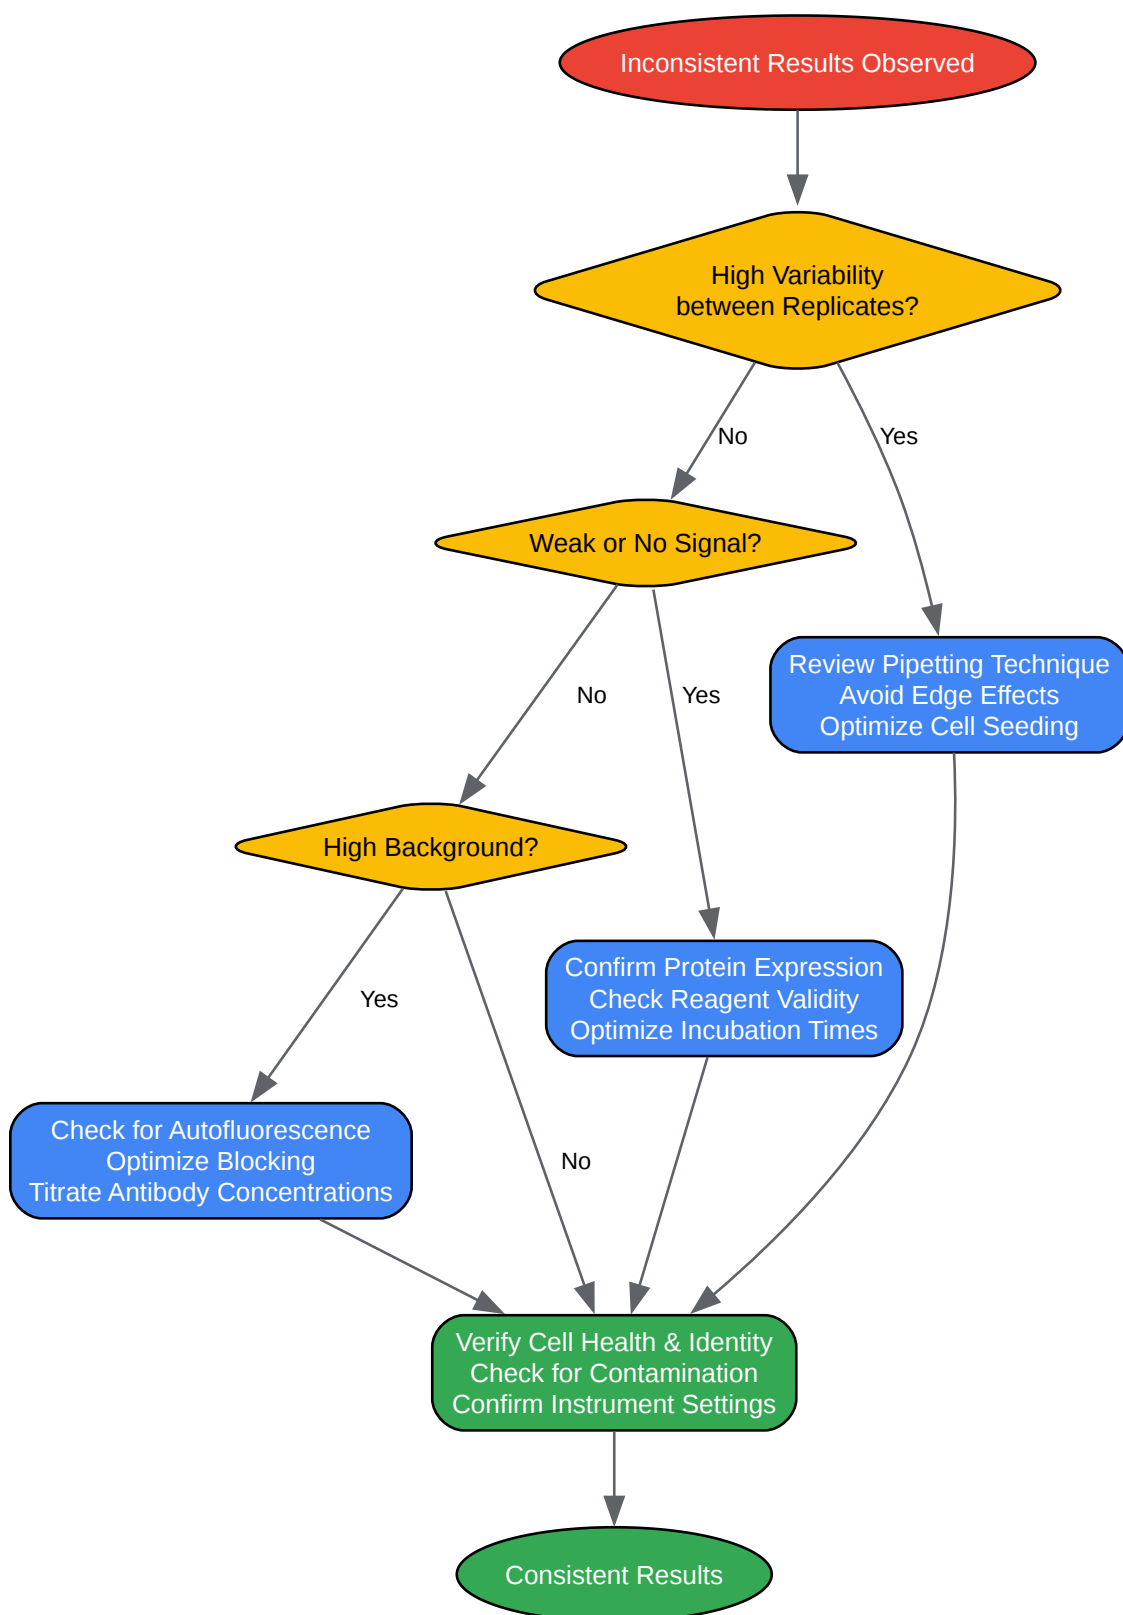 Inconsistent Results Observed
High Variability
between Replicates?
No
Yes
Weak or No Signal?
Review Pipetting Technique
Avoid Edge Effects
Optimize Cell Seeding
No
Yes
High Background?
Confirm Protein Expression
Check Reagent Validity
Optimize Incubation Times
Yes
Check for Autofluorescence
Optimize Blocking
Titrate Antibody Concentrations
No
Verify Cell Health & Identity
Check for Contamination
Confirm Instrument Settings
Consistent Results